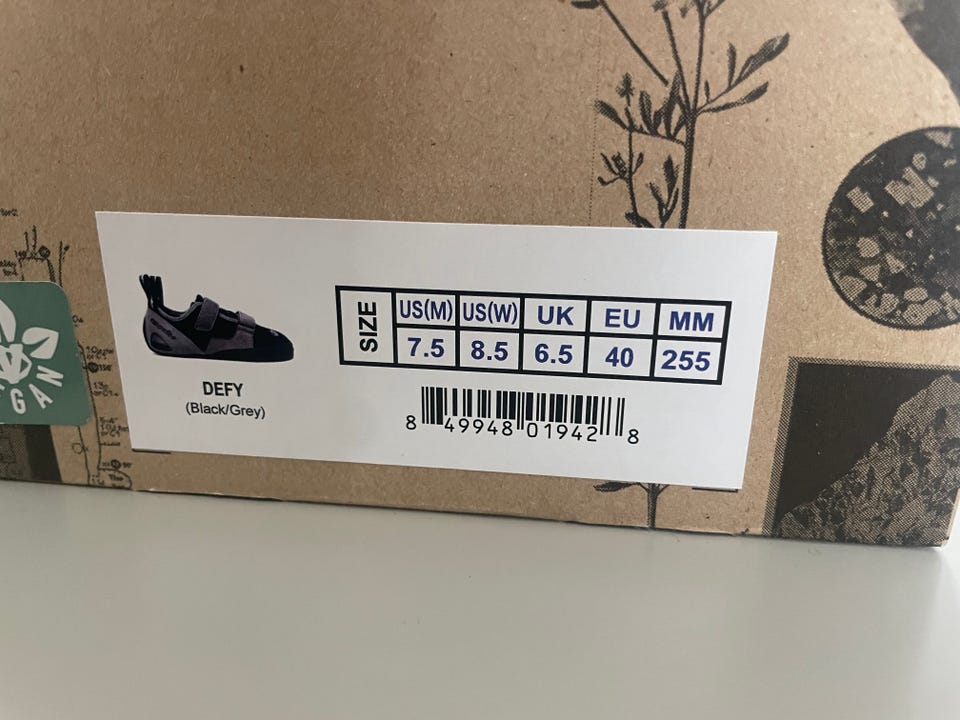 SIZE
US(M) US(W) UK EU MM
7.5 8.5 6.5 40 255
DEFY
(Black/Grey)
8 49948 01942 8